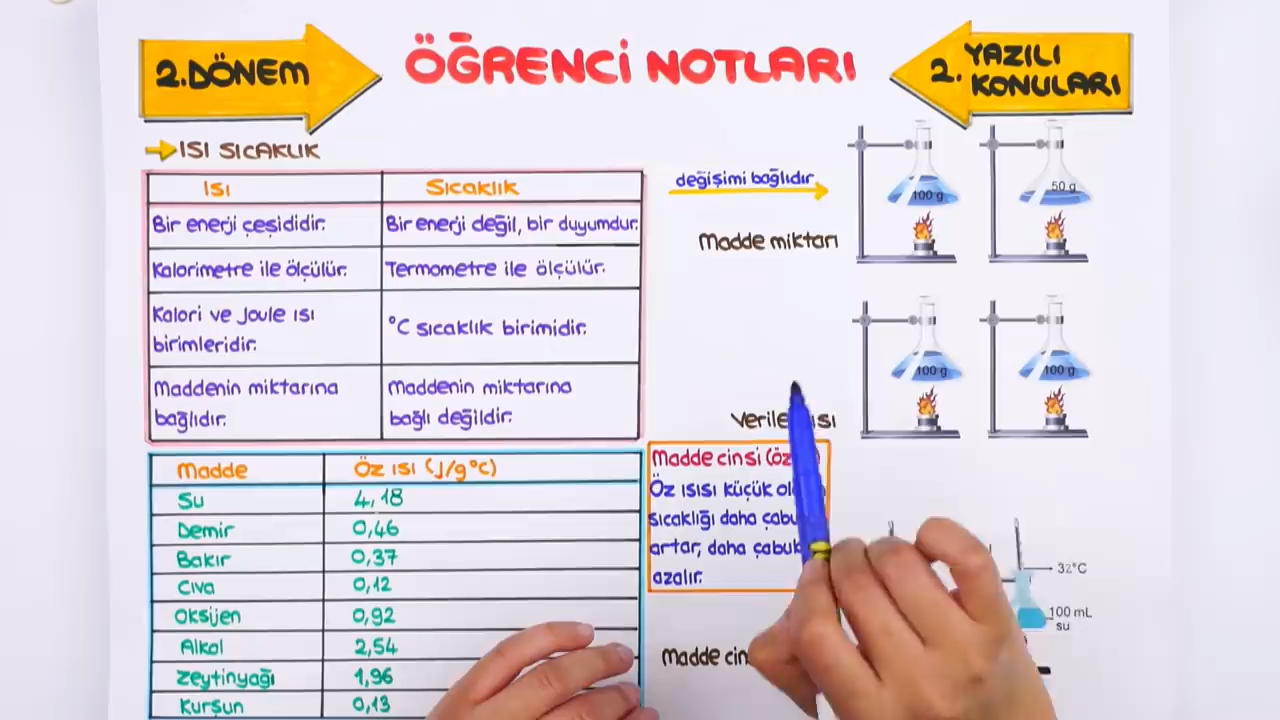 2.DÖNEM
ÖĞRENCİ NOTLARI
2. YAZILI
KONULARI
ISI SICAKLIK
Isı
Sıcaklık
Bir enerji çeşididir.
Bir enerji değil, bir duyumdur.
Kalorimetre ile ölçülür.
Termometre ile ölçülür.
Kalori ve Joule ısı
birimleridir.
°C sıcaklık birimidir.
Maddenin miktarına
bağlıdır.
Maddenin miktarına
bağlı değildir.
Madde
Öz ısı (J/g°C)
Su
4,18
Demir
0,46
Bakır
0,37
Cıva
0,12
Oksijen
0,92
Alkol
2,54
Zeytinyağı
1,96
Kurşun
0,13
değişimi bağlıdır
Madde miktarı
100 g
50 g
100 g
100 g
ısı
Madde cinsi
Öz ısısı küçük
sıcaklığı daha
artar, daha çabuk
azalır.
Madde
32°C
100 mL
su